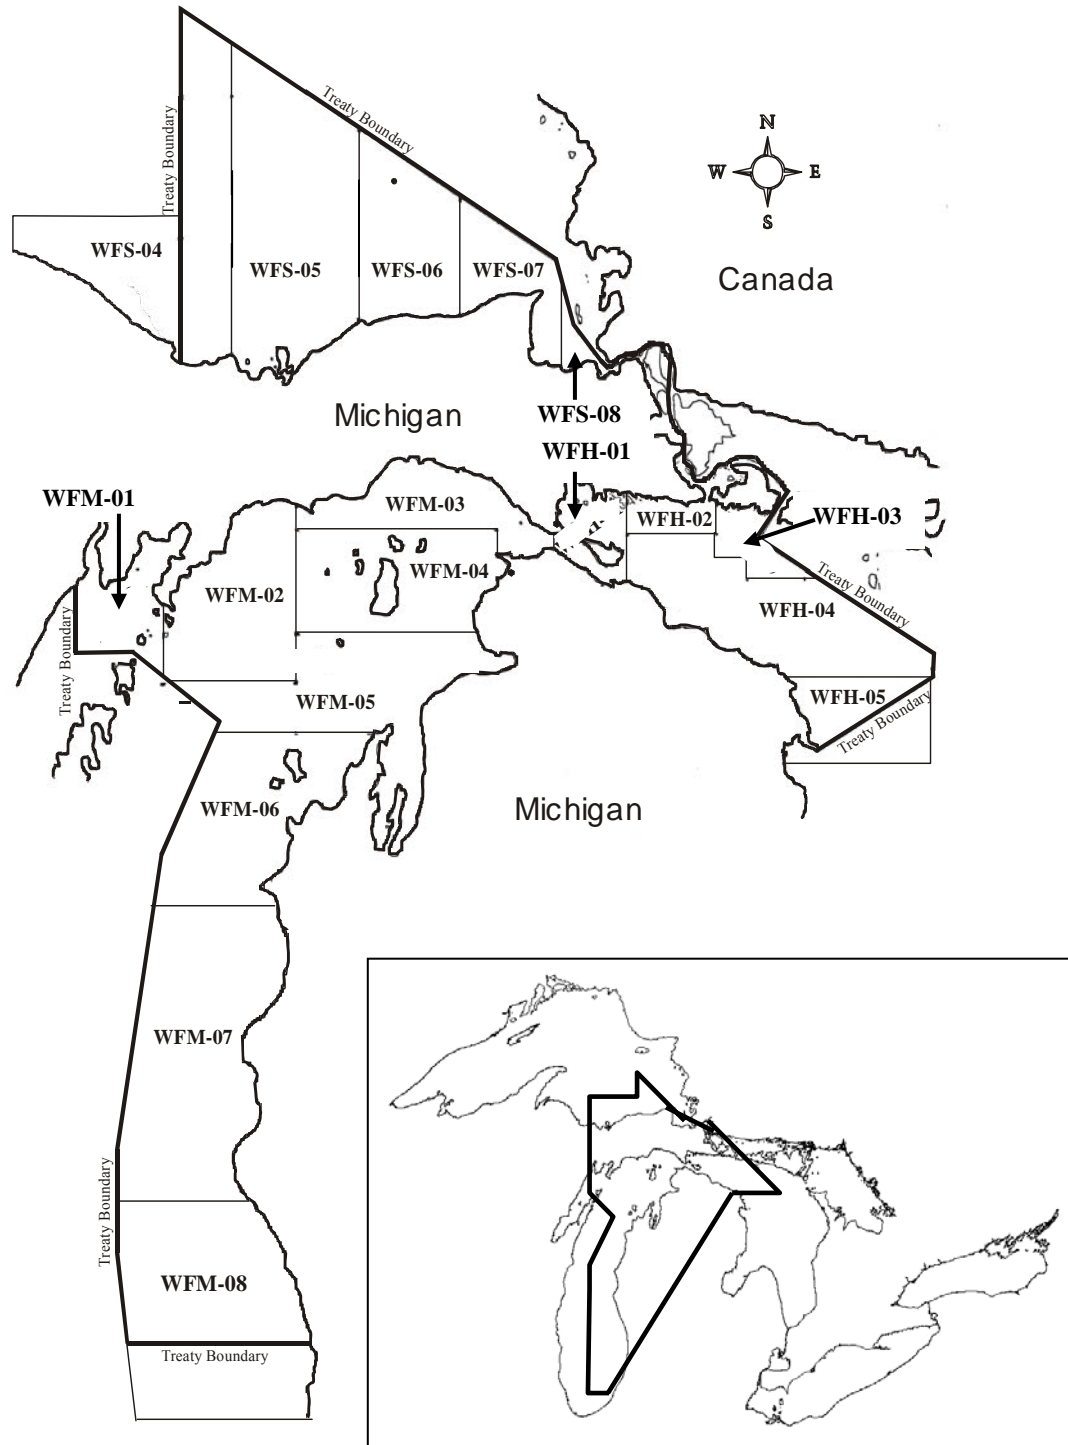 Treaty Boundary
Treaty Boundary
N
W E
S
WFS-04
WFS-05
WFS-06
WFS-07
Canada
Michigan
WFS-08
WFH-01
WFM-01
WFM-03
WFH-02
WFH-03
WFM-04
WFM-02
WFH-04
Treaty Boundary
Treaty Boundary
WFM-05
WFH-05
Treaty Boundary
WFM-06
Michigan
WFM-07
Treaty Boundary
WFM-08
Treaty Boundary